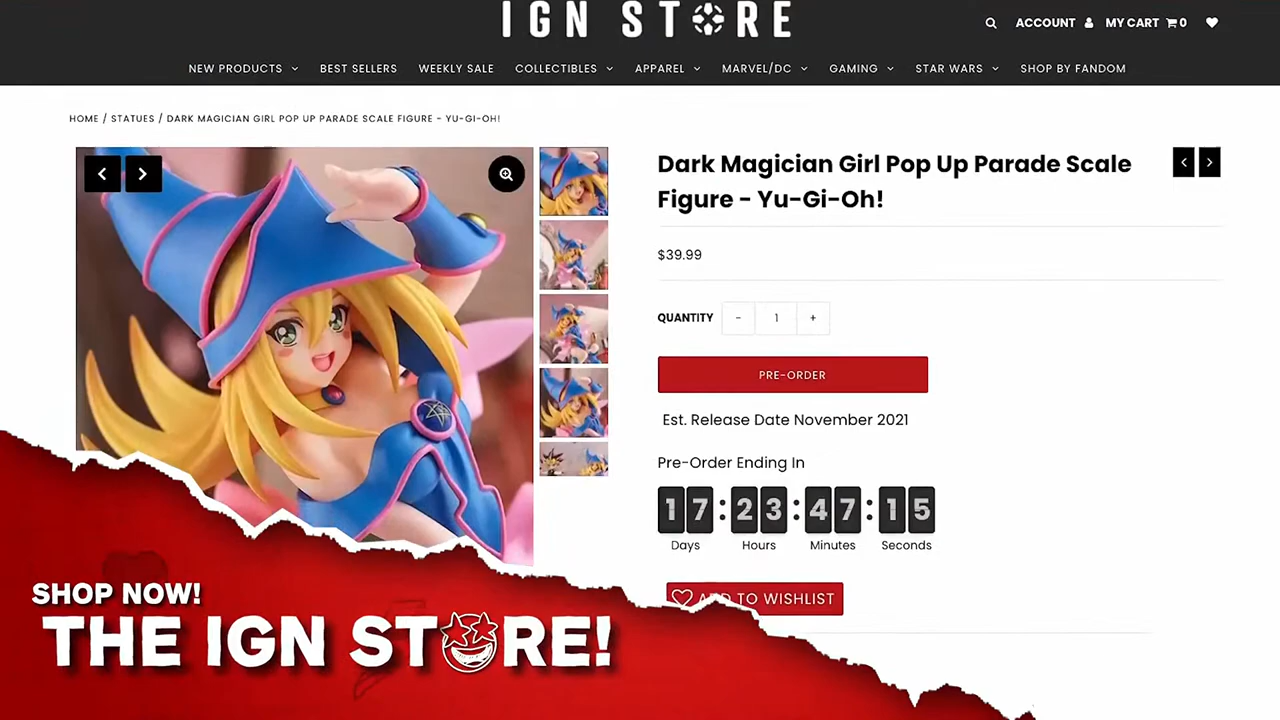 IGN STORE
ACCOUNT
MY CART 0
NEW PRODUCTS
BEST SELLERS
WEEKLY SALE
COLLECTIBLES
APPAREL
MARVEL/DC
GAMING
STAR WARS
SHOP BY FANDOM
HOME / STATUES / DARK MAGICIAN GIRL POP UP PARADE SCALE FIGURE - YU-GI-OH!
Dark Magician Girl Pop Up Parade Scale
Figure - Yu-Gi-Oh!
$39.99
QUANTITY - 1 +
PRE-ORDER
Est. Release Date November 2021
Pre-Order Ending In
17:23:47:15
Days Hours Minutes Seconds
ADD TO WISHLIST
SHOP NOW!
THE IGN STORE!